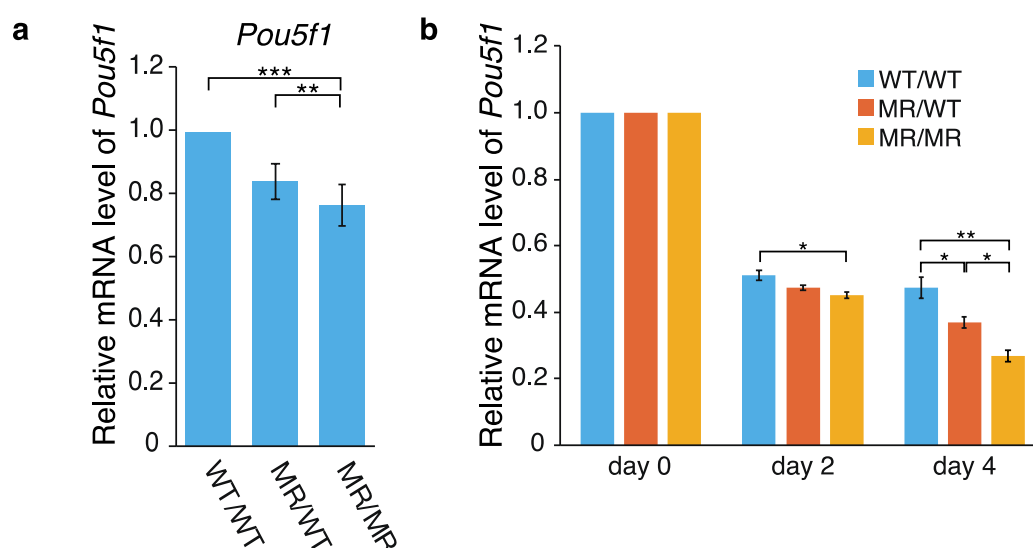 a
Pou5f1
Relative mRNA level of Pou5f1
1.2
1.0
0.8
0.6
0.4
0.2
0
***
**
WT/WT
MR/WT
MR/MR
b
Relative mRNA level of Pou5f1
1.2
1.0
0.8
0.6
0.4
0.2
0
WT/WT
MR/WT
MR/MR
*
**
*
*
day 0
day 2
day 4